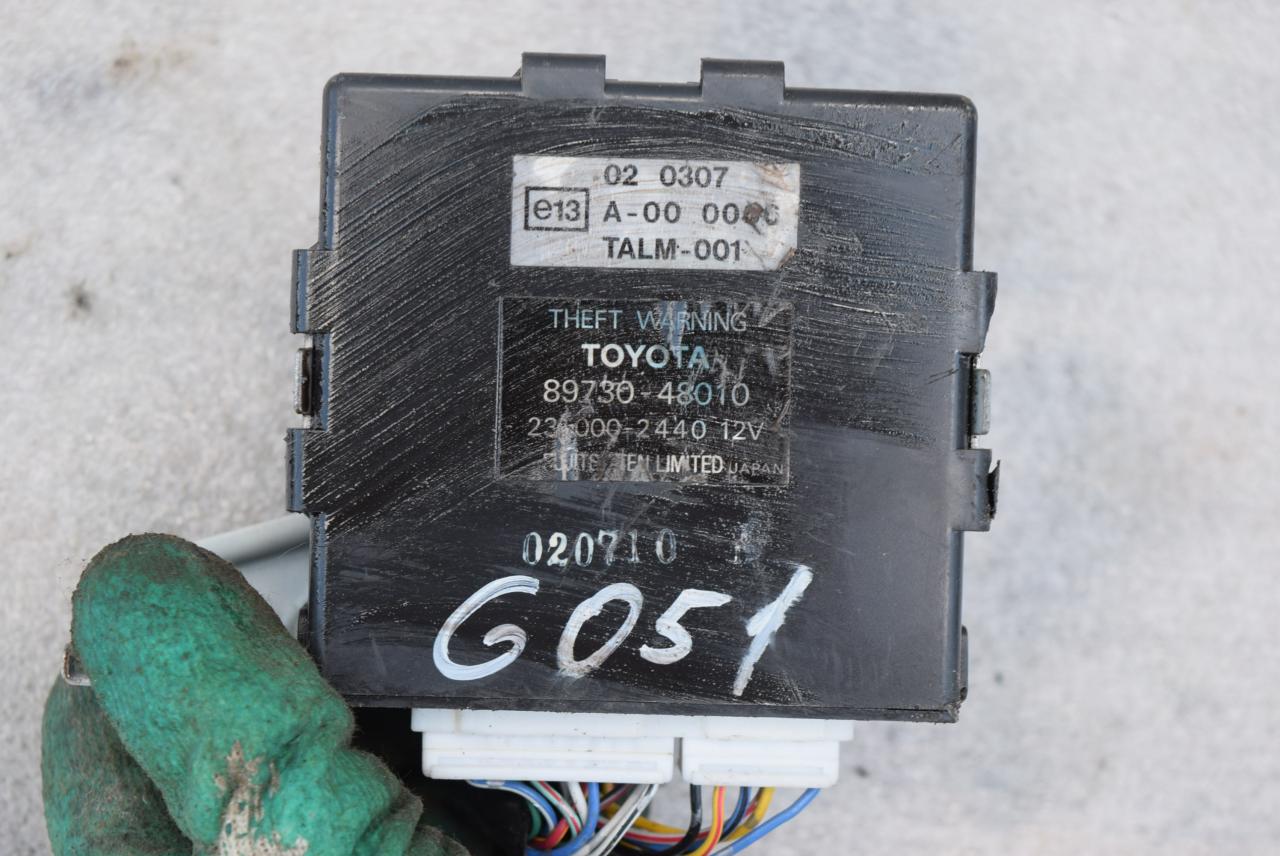 02 0307
e13
A-00
TALM-001
THEFT WARNING
TOYOTA
89730-48010
12V
LIMITED JAPAN
020710
G051